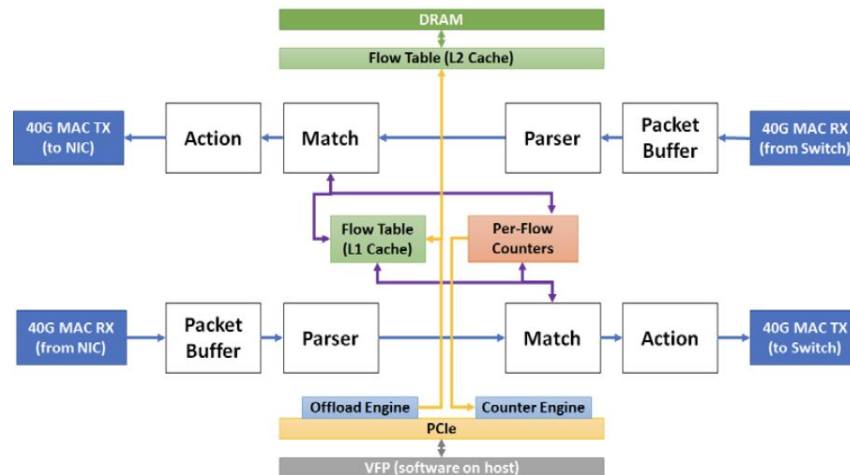 DRAM
Flow Table (L2 Cache)
40G MAC TX
(to NIC)
Action
Match
Parser
Packet
Buffer
40G MAC RX
(from Switch)
Flow Table
(L1 Cache)
Per-Flow
Counters
40G MAC RX
(from NIC)
Packet
Buffer
Parser
Match
Action
40G MAC TX
(to Switch)
Offload Engine
Counter Engine
PCIe
VFP (software on host)